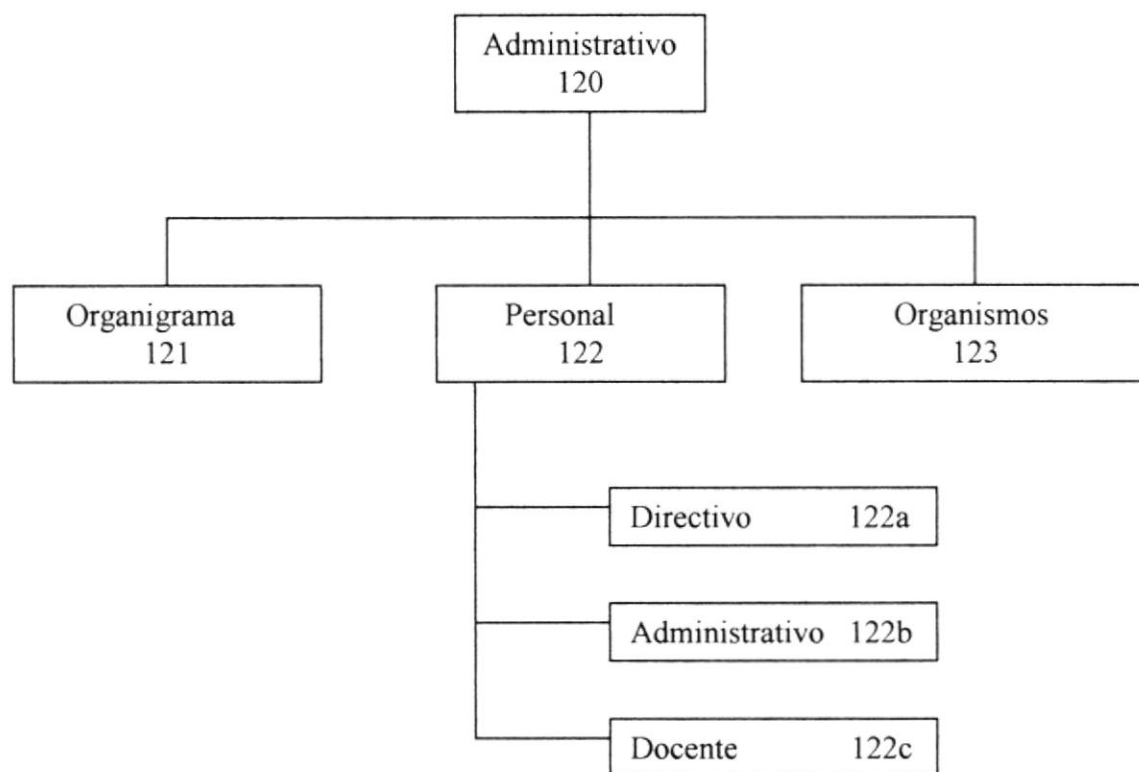 Administrativo
120
Organigrama
121
Personal
122
Organismos
123
Directivo 122a
Administrativo 122b
Docente 122c